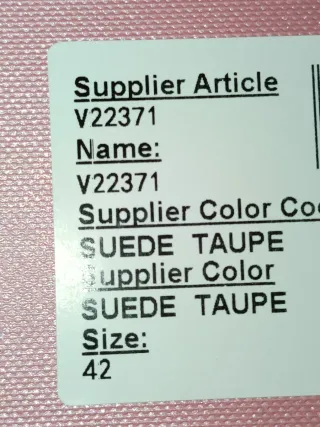 Supplier Article
V22371
Name:
V22371
Supplier Color
SUEDE TAUPE
Supplier Color
SUEDE TAUPE
Size:
42